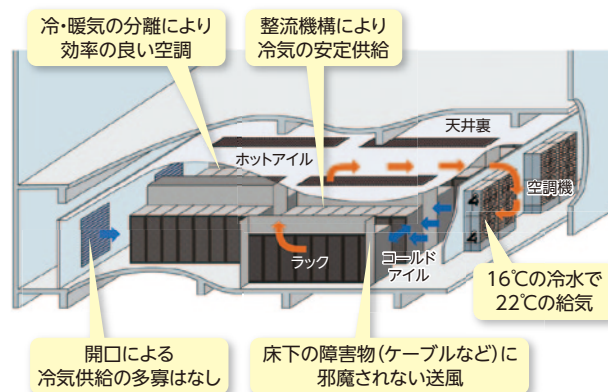 冷・暖気の分離により
効率の良い空調
整流機構により
冷気の安定供給
天井裏
ホットアイル
空調機
ラック
コールド
アイル
16℃の冷水で
22℃の給気
開口による
冷気供給の多寡はなし
床下の障害物(ケーブルなど)に
邪魔されない送風